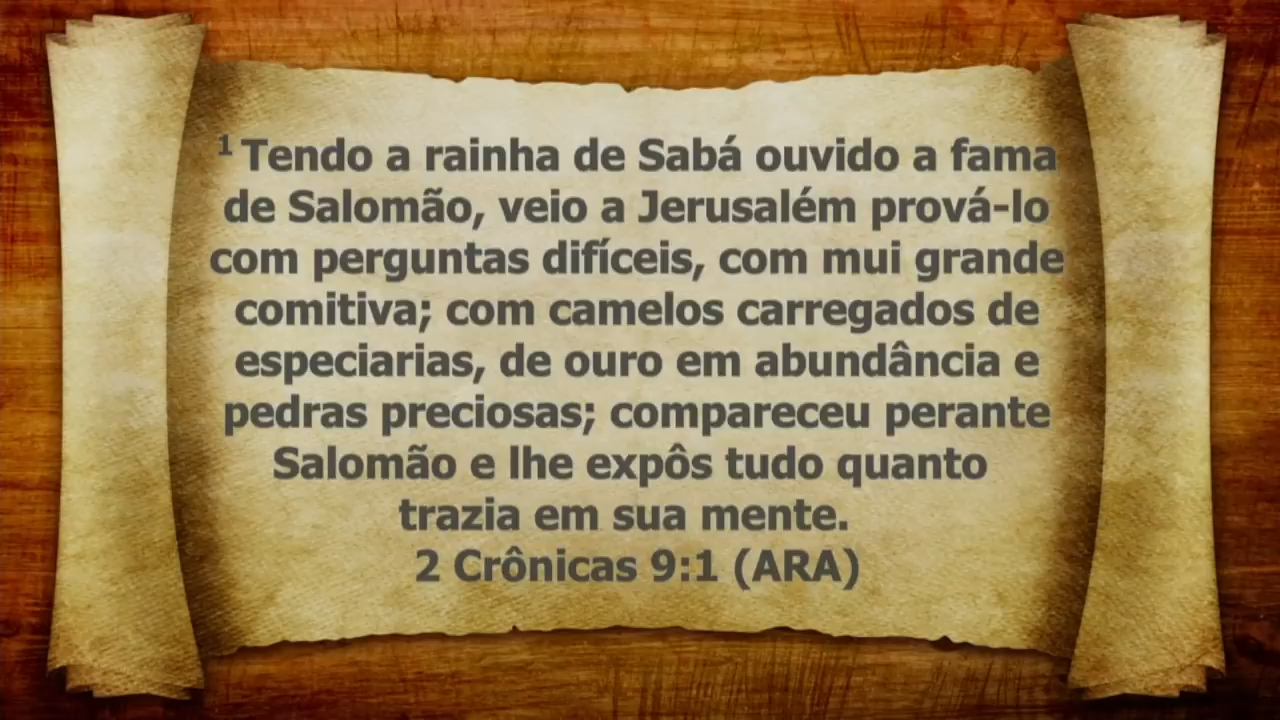 ¹ Tendo a rainha de Sabá ouvido a fama
de Salomão, veio a Jerusalém prová-lo
com perguntas difíceis, com mui grande
comitiva; com camelos carregados de
especiarias, de ouro em abundância e
pedras preciosas; compareceu perante
Salomão e lhe expôs tudo quanto
trazia em sua mente.
2 Crônicas 9:1 (ARA)